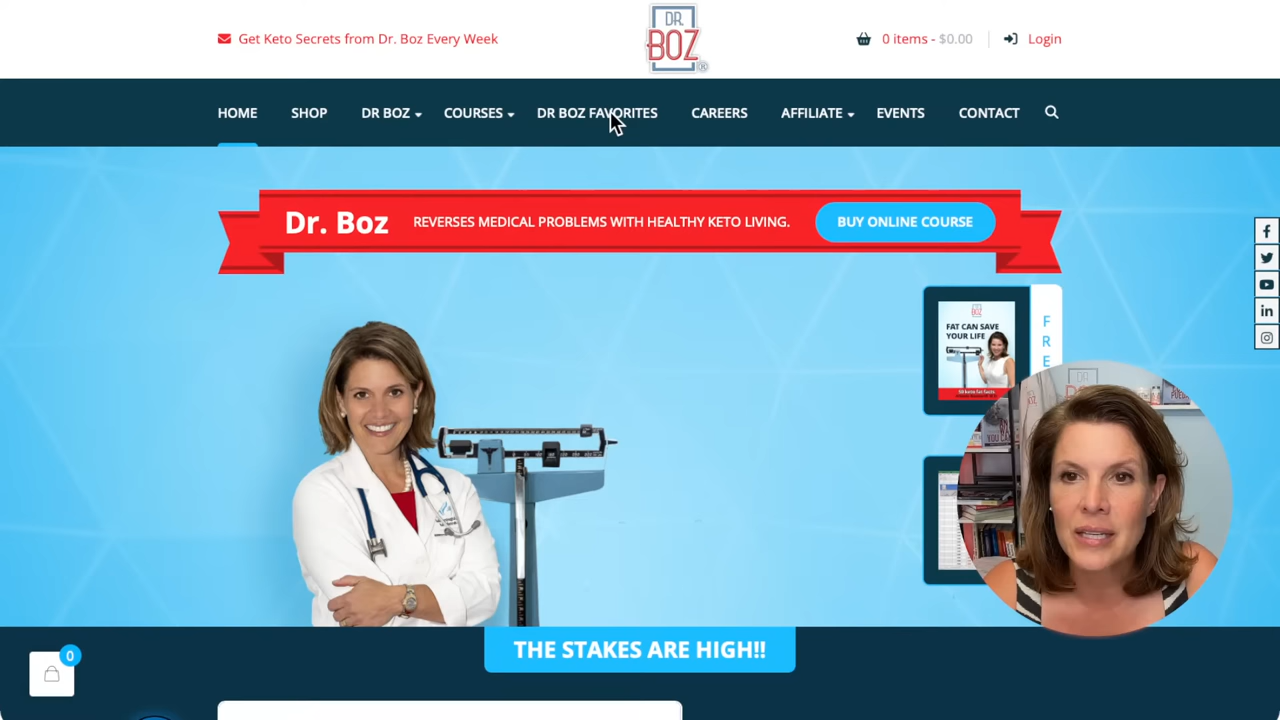 Get Keto Secrets from Dr. Boz Every Week
DR.
BOZ
0 items - $0.00
Login
HOME
SHOP
DR BOZ
COURSES
DR BOZ FAVORITES
CAREERS
AFFILIATE
EVENTS
CONTACT
Dr. Boz
REVERSES MEDICAL PROBLEMS WITH HEALTHY KETO LIVING.
BUY ONLINE COURSE
FAT CAN SAVE
YOUR LIFE
F
R
E
THE STAKES ARE HIGH!!
0